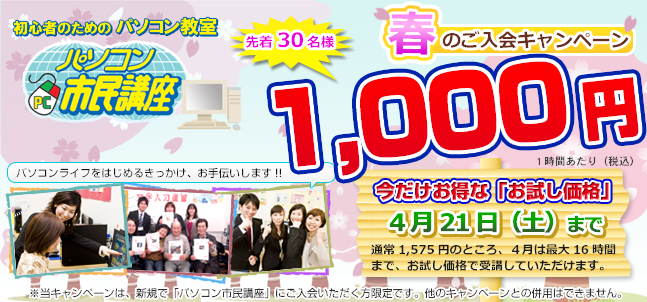 初心者のための パソコン教室
パソコン
市民講座
PC
先着30名様
春のご入会キャンペーン
1,000円
1時間あたり（税込）
パソコンライフをはじめるきっかけ、お手伝いします!!
今だけお得な「お試し価格」
4月21日（土）まで
通常1,575円のところ、4月は最大16時間
まで、お試し価格で受講していただけます。
※当キャンペーンは、新規で「パソコン市民講座」にご入会いただく方限定です。他のキャンペーンとの併用はできません。